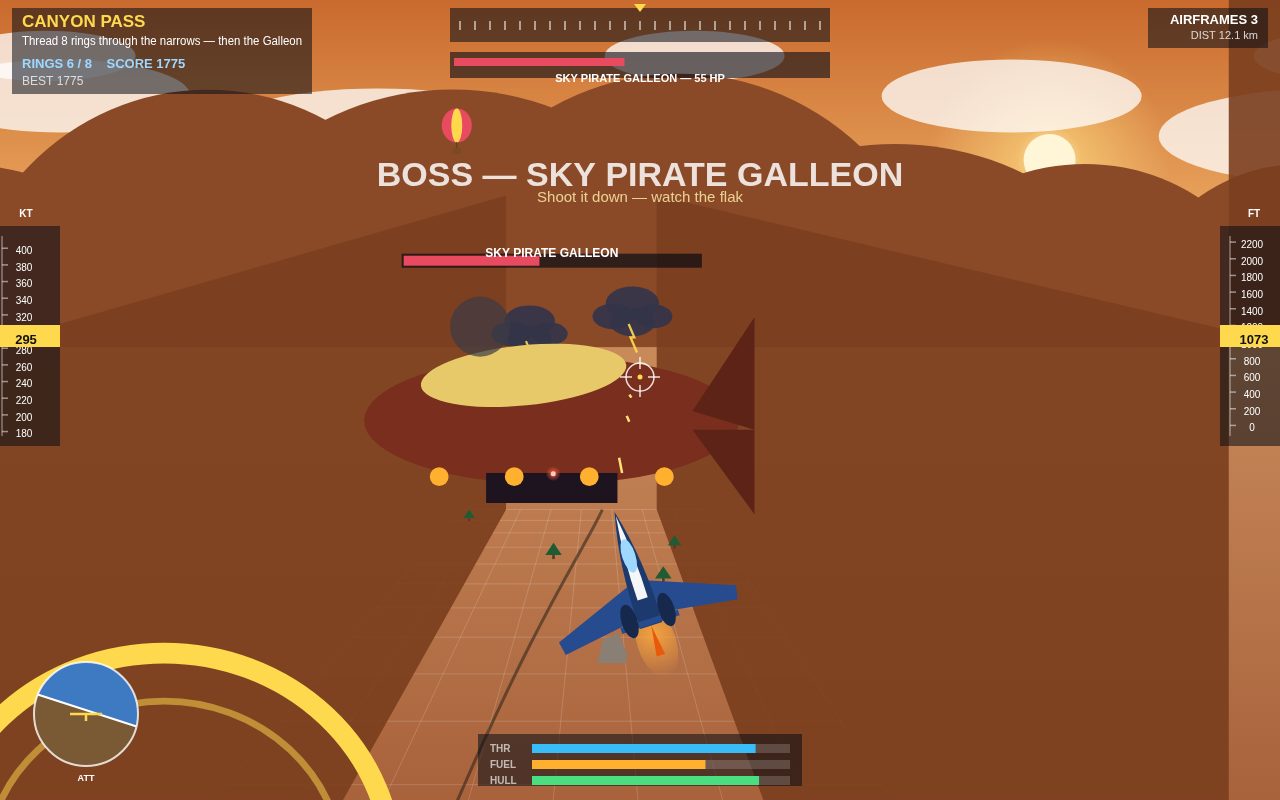 CANYON PASS
Thread 8 rings through the narrows — then the Galleon
RINGS 6 / 8 SCORE 1775
BEST 1775
SKY PIRATE GALLEON — 55 HP
AIRFRAMES 3
DIST 12.1 km
BOSS — SKY PIRATE GALLEON
Shoot it down — watch the flak
SKY PIRATE GALLEON
KT
400
380
360
340
320
295
280
260
240
220
200
180
FT
2200
2000
1800
1600
1400
1073
800
600
400
200
0
ATT
THR
FUEL
HULL